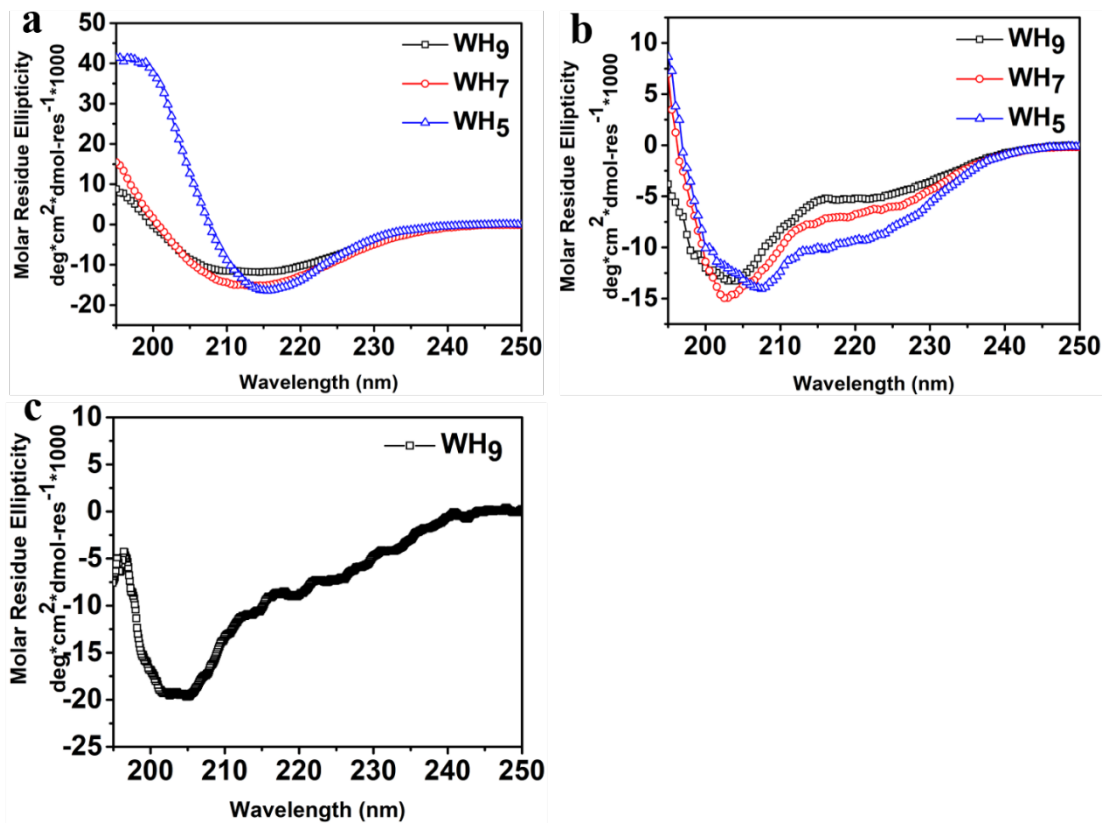 a
WH9
WH7
WH5
Molar Residue Ellipticity
deg*cm2*dmol-res-1*1000
50
40
30
20
10
0
-10
-20
200 210 220 230 240 250
Wavelength (nm)
b
WH9
WH7
WH5
Molar Residue Ellipticity
deg*cm2*dmol-res-1*1000
10
5
0
-5
-10
-15
200 210 220 230 240 250
Wavelength (nm)
c
WH9
Molar Residue Ellipticity
deg*cm2*dmol-res-1*1000
10
5
0
-5
-10
-15
-20
-25
200 210 220 230 240 250
Wavelength (nm)